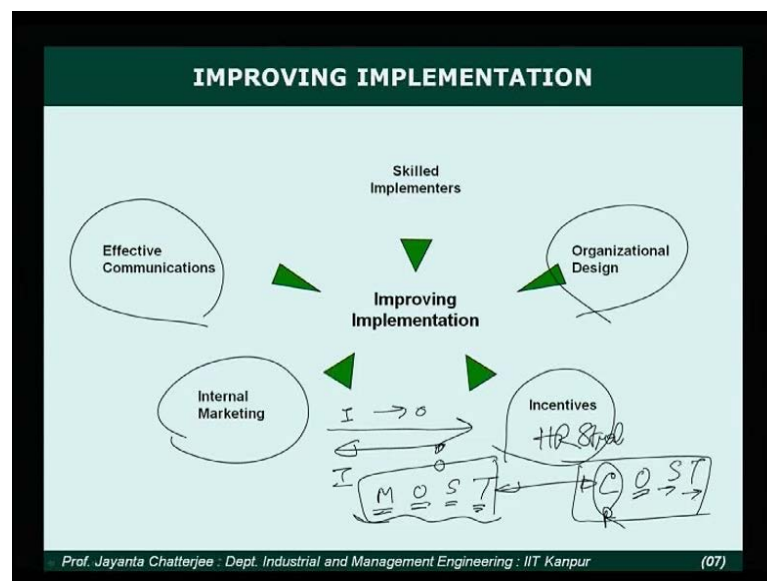 IMPROVING IMPLEMENTATION
Skilled
Implementers
Effective
Communications
Organizational
Design
Improving
Implementation
Internal
Marketing
Incentives
I → O
HR
I
O
M O S T
C O S T
R
Prof. Jayanta Chatterjee : Dept. Industrial and Management Engineering : IIT Kanpur
(07)